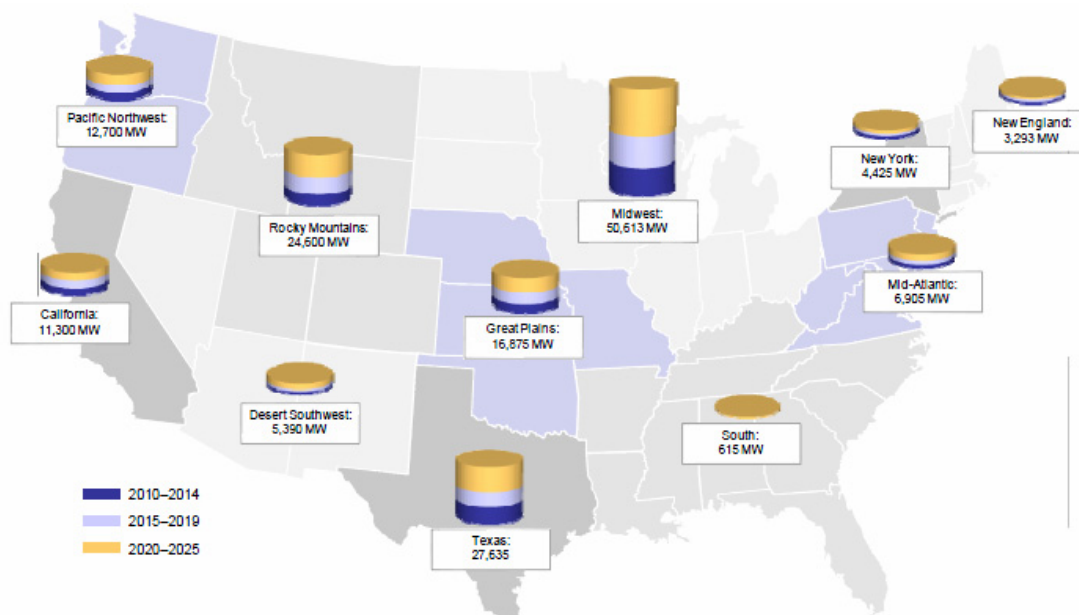 Pacific Northwest:
12,700 MW
Rocky Mountains:
24,600 MW
Midwest:
50,613 MW
New England:
3,293 MW
New York:
4,425 MW
Mid-Atlantic:
6,905 MW
California:
11,300 MW
Great Plains:
16,875 MW
Desert Southwest:
5,390 MW
South:
615 MW
Texas:
27,635
2010–2014
2015–2019
2020–2025